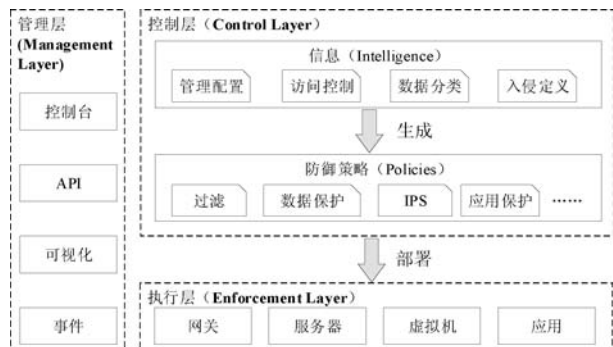 管理层
(Management
Layer)
控制台
API
可视化
事件
控制层（Control Layer）
信息（Intelligence）
管理配置 访问控制 数据分类 入侵定义
生成
防御策略（Policies）
过滤 数据保护 IPS 应用保护 ……
部署
执行层（Enforcement Layer）
网关 服务器 虚拟机 应用